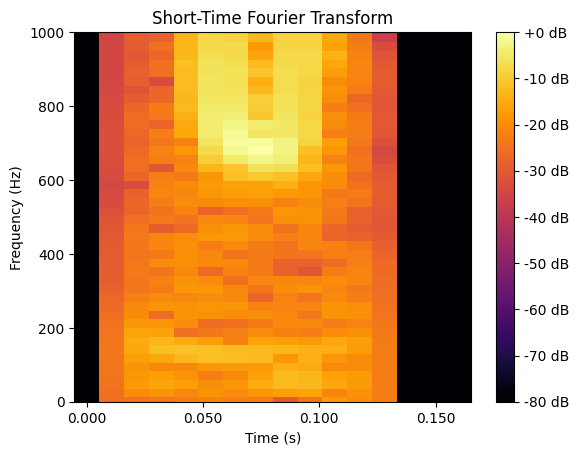 Short-Time Fourier Transform
1000
800
600
400
200
0
Frequency (Hz)
0.000
0.050
0.100
0.150
Time (s)
+0 dB
-10 dB
-20 dB
-30 dB
-40 dB
-50 dB
-60 dB
-70 dB
-80 dB